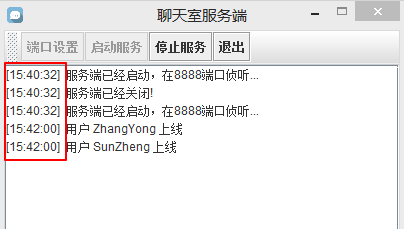 聊天室服务端
端口设置 启动服务 停止服务 退出
[15:40:32] 服务端已经启动，在8888端口侦听...
[15:40:32] 服务端已经关闭!
[15:40:32] 服务端已经启动，在8888端口侦听...
[15:42:00] 用户 ZhangYong 上线
[15:42:00] 用户 SunZheng 上线